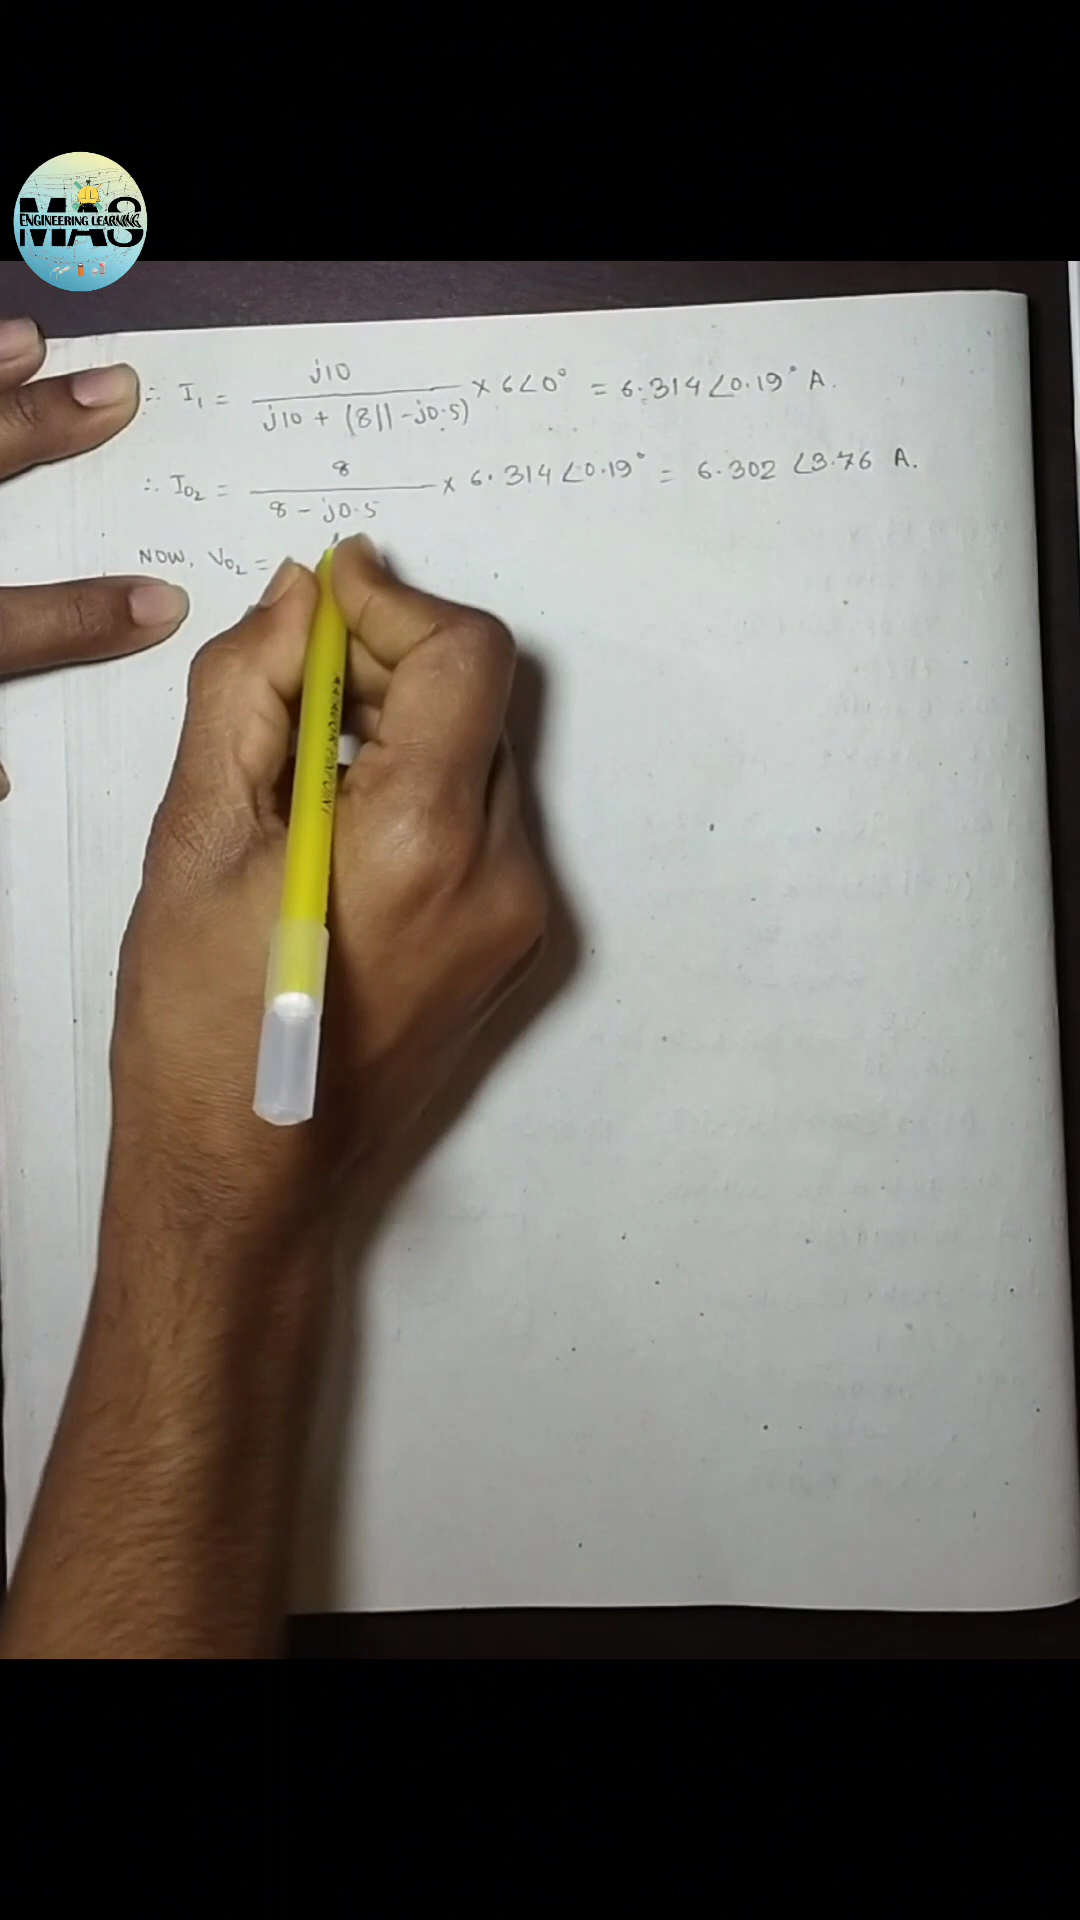 MAS
ENGINEERING LEARNING
∴ I₁ = j10 / (j10 + (8||-j0.5)) × 6∠0° = 6.314∠0.19° A.
∴ I₀₂ = 8 / (8 - j0.5) × 6.314∠0.19° = 6.302∠3.76 A.
NOW, V₀₂ =